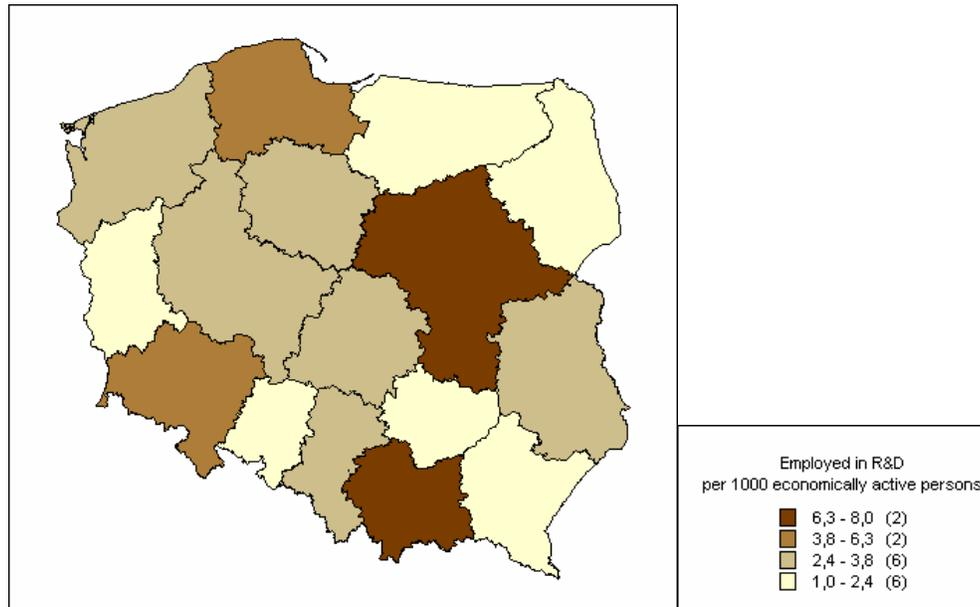 Employed in R&D
per 1000 economically active persons
6,3 - 8,0 (2)
3,8 - 6,3 (2)
2,4 - 3,8 (6)
1,0 - 2,4 (6)